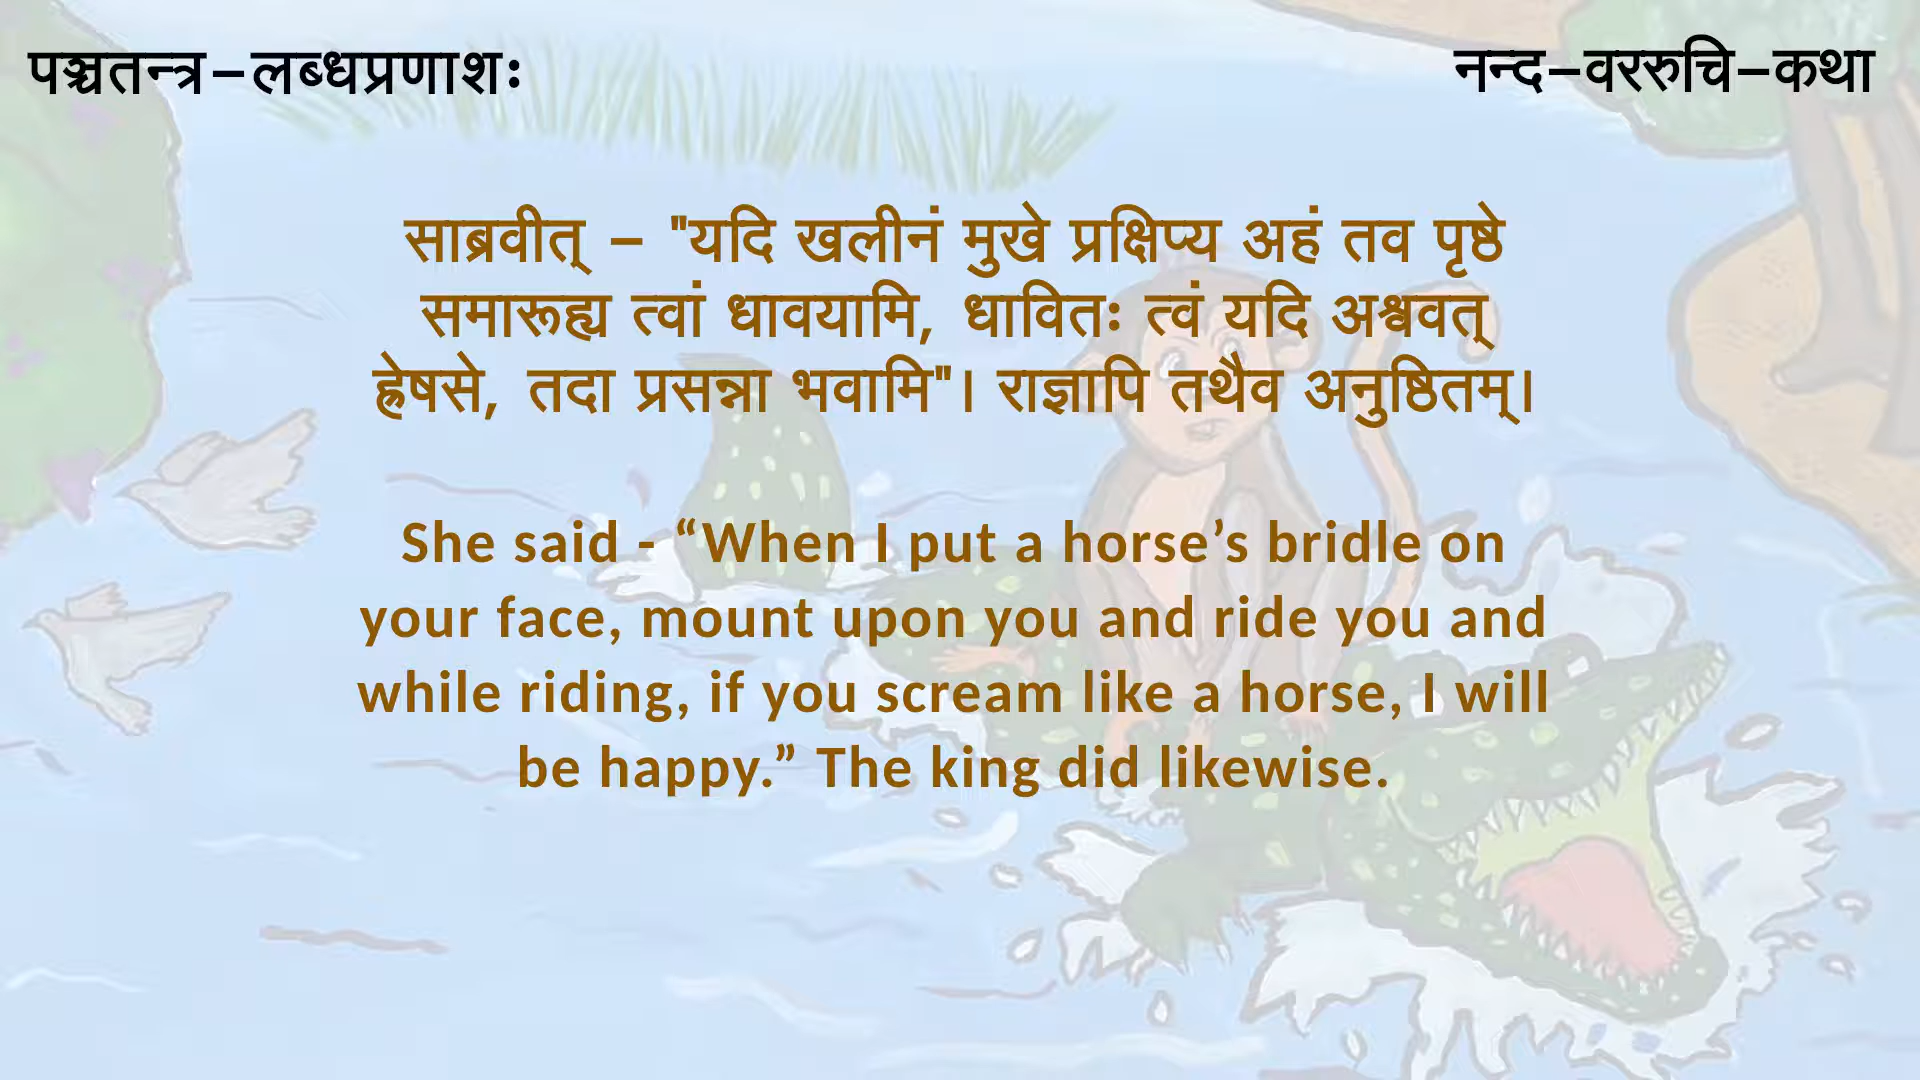 पञ्चतन्त्र–लब्धप्रणाशः
नन्द–वररुचि–कथा
साब्रवीत् – "यदि खलीनं मुखे प्रक्षिप्य अहं तव पृष्ठे
समारूह्य त्वां धावयामि, धावितः त्वं यदि अश्ववत्
ह्रेषसे, तदा प्रसन्ना भवामि"। राज्ञापि तथैव अनुष्ठितम्।
She said - “When I put a horse’s bridle on
your face, mount upon you and ride you and
while riding, if you scream like a horse, I will
be happy.” The king did likewise.